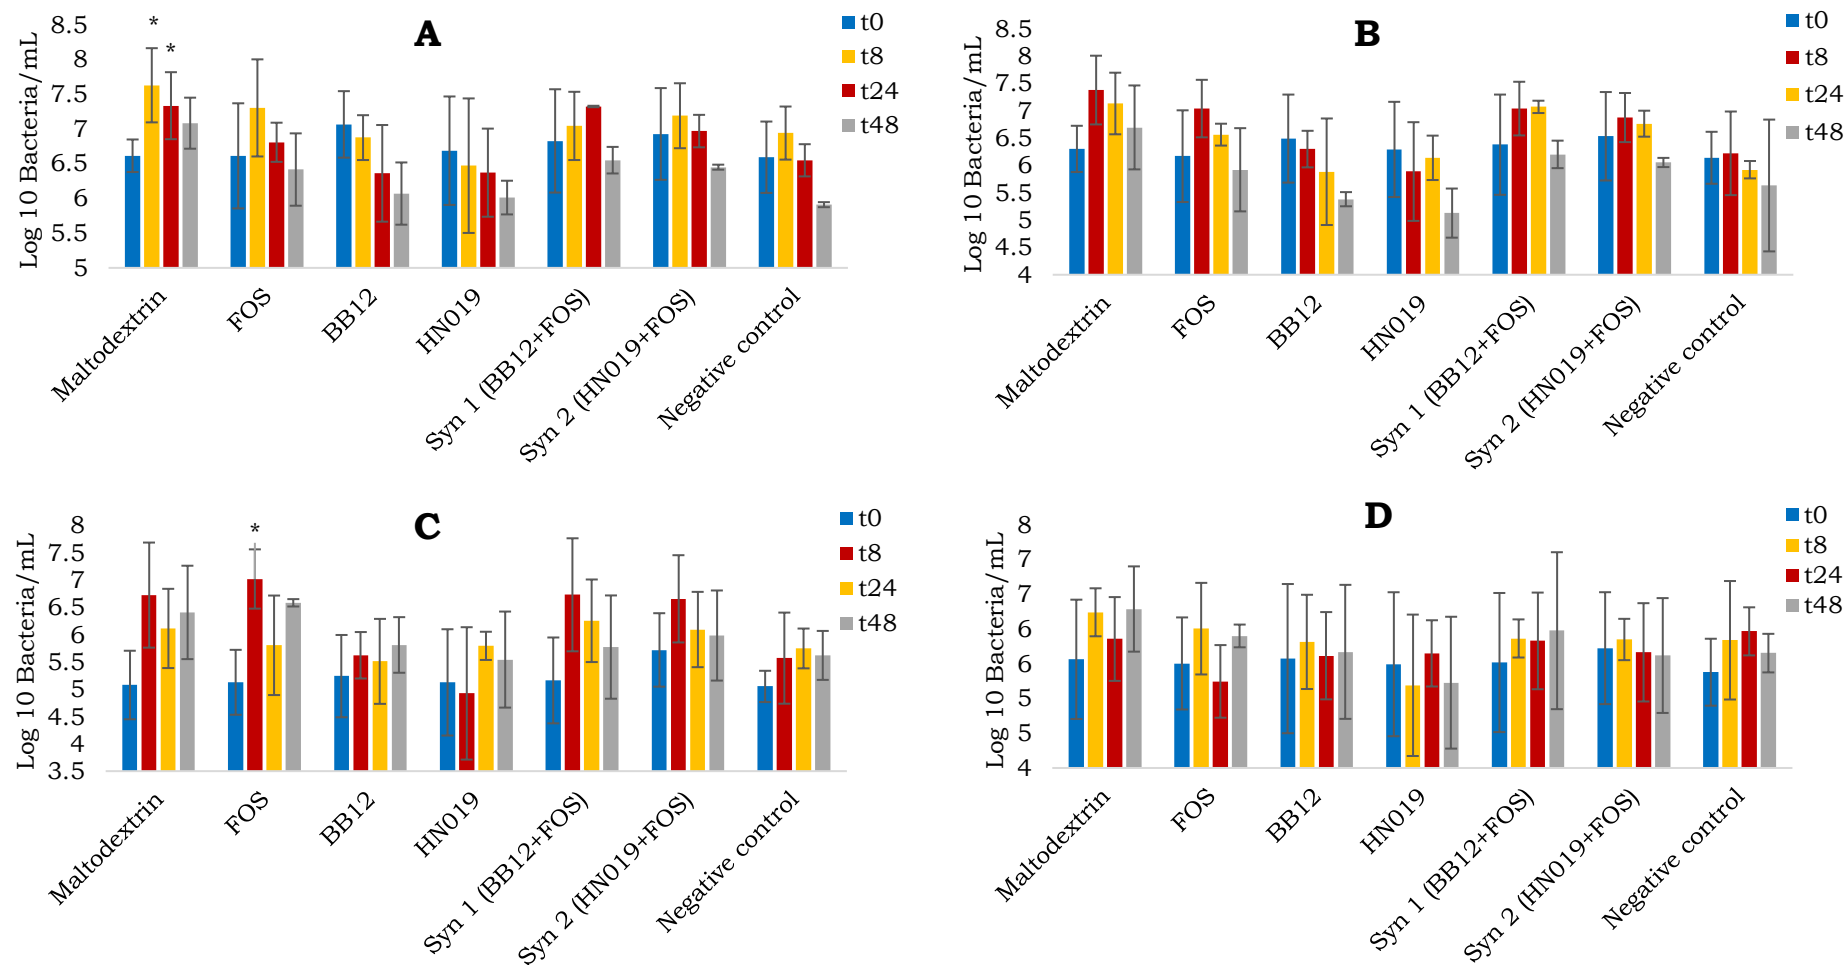 A
Log 10 Bacteria/mL
8.5
8
7.5
7
6.5
6
5.5
5
*
*
Maltodextrin
FOS
BB12
HN019
Syn 1 (BB12+FOS)
Syn 2 (HN019+FOS)
Negative control
t0
t8
t24
t48
B
Log 10 Bacteria/mL
8.5
8
7.5
7
6.5
6
5.5
5
4.5
4
Maltodextrin
FOS
BB12
HN019
Syn 1 (BB12+FOS)
Syn 2 (HN019+FOS)
Negative control
t0
t8
t24
t48
C
Log 10 Bacteria/mL
8
7.5
7
6.5
6
5.5
5
4.5
4
3.5
*
Maltodextrin
FOS
BB12
HN019
Syn 1 (BB12+FOS)
Syn 2 (HN019+FOS)
Negative control
t0
t8
t24
t48
D
Log 10 Bacteria/mL
8
7
7
6
6
5
5
4
Maltodextrin
FOS
BB12
HN019
Syn 1 (BB12+FOS)
Syn 2 (HN019+FOS)
Negative control
t0
t8
t24
t48